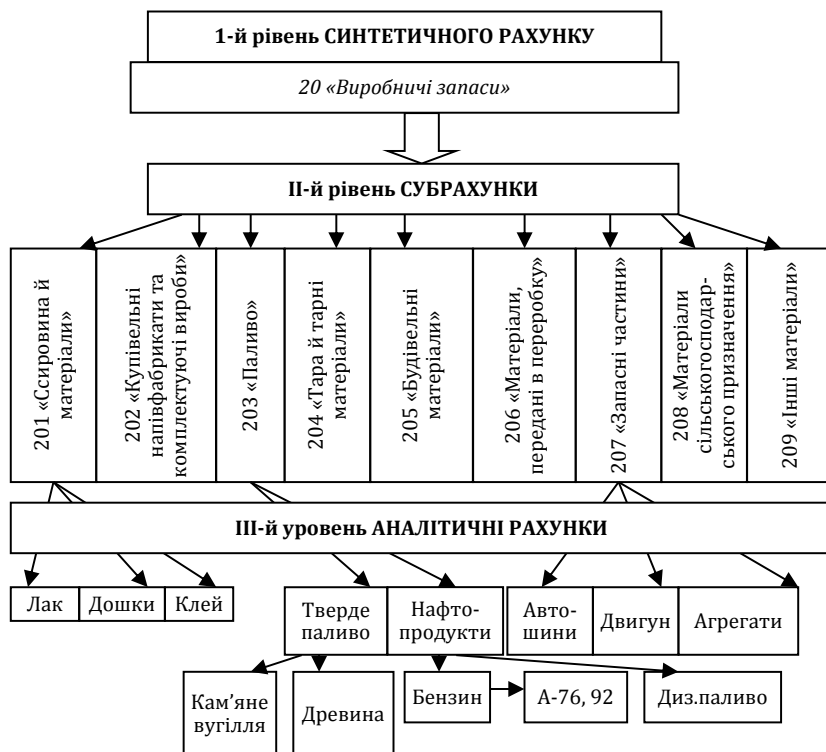 1-й рівень СИНТЕТИЧНОГО РАХУНКУ
20 «Виробничі запаси»
ІІ-й рівень СУБРАХУНКИ
201 «Ссировина й
матеріали»
202 «Купівельні
напівфабрикати та
комплектуючі вироби»
203 «Паливо»
204 «Тара й тарні
матеріали»
205 «Будівельні
матеріали»
206 «Матеріали,
передані в переробку»
207 «Запасні частини»
208 «Матеріали
сільськогосподар-
ського призначення»
209 «Інші матеріали»
ІІІ-й уровень АНАЛІТИЧНІ РАХУНКИ
Лак
Дошки
Клей
Тверде
паливо
Нафто-
продукти
Авто-
шини
Двигун
Агрегати
Кам’яне
вугілля
Древина
Бензин
А-76, 92
Диз.паливо